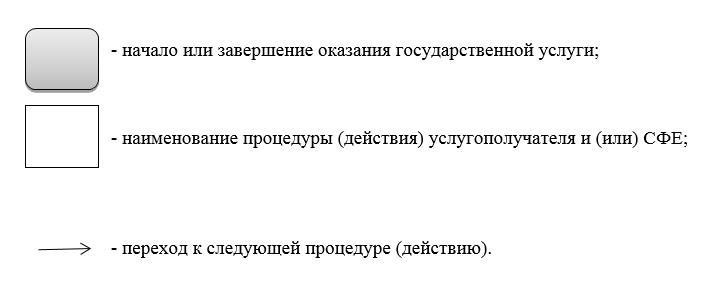 - начало или завершение оказания государственной услуги;
- наименование процедуры (действия) услугополучателя и (или) СФЕ;
- переход к следующей процедуре (действию).